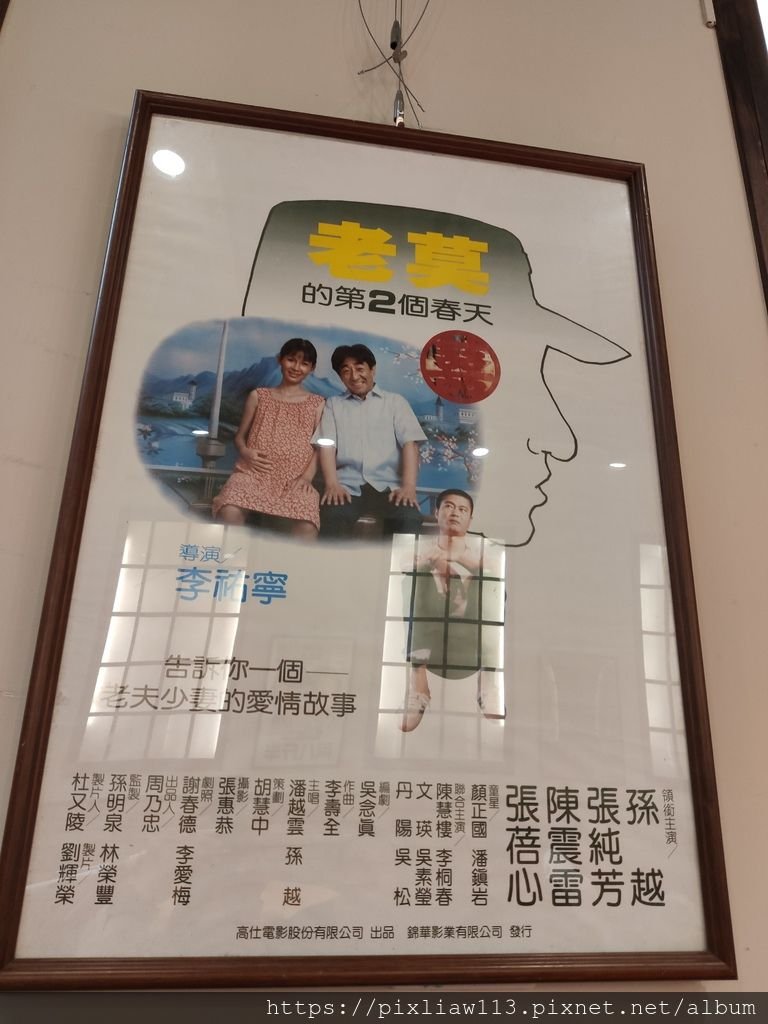 老莫
的第2個春天
囍
導演╱
李祐寧
告訴你一個──
老夫少妻的愛情故事
領銜主演╱
孫 越
張純芳
陳震雷
張蓓心
童星╱
顏正國 潘鎮岩
聯合主演╱
陳慧樓 李桐春
文 瑛 吳素瑩
丹 陽 吳 松
編劇╱
吳念眞
作曲╱
李壽全
主唱╱
潘越雲 孫 越
策劃╱
胡慧中
攝影╱
張惠恭
劇照╱
謝春德 李愛梅
出品人╱
周乃忠
監製╱
孫明泉 林榮豐
製片人╱
杜又陵
製片╱
劉輝榮
高仕電影股份有限公司 出品 錦華影業有限公司 發行
https://pixliaw113.pixnet.net/album